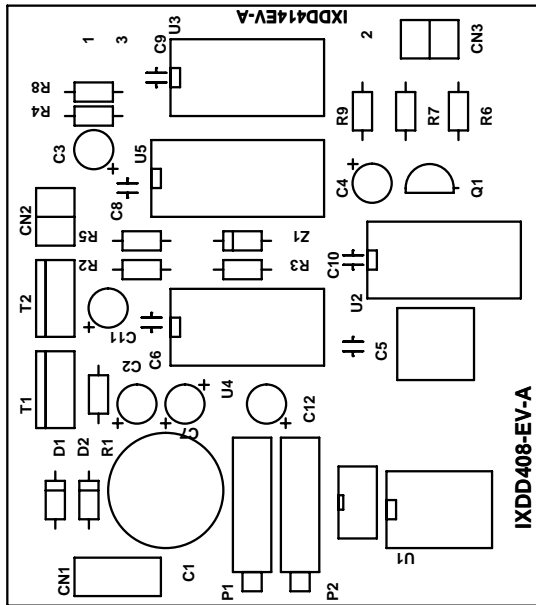 IXDD414EV-A
1
3
C9
U3
2
CN3
R8
R4
R9
R7
R6
C3
U5
C4
Q1
C8
CN2
R5
Z1
R2
R3
C10
U2
T2
C11
C6
C5
T1
C2
U4
C7
C12
D1
D2
R1
CN1
C1
P1
P2
U1
IXDD408-EV-A